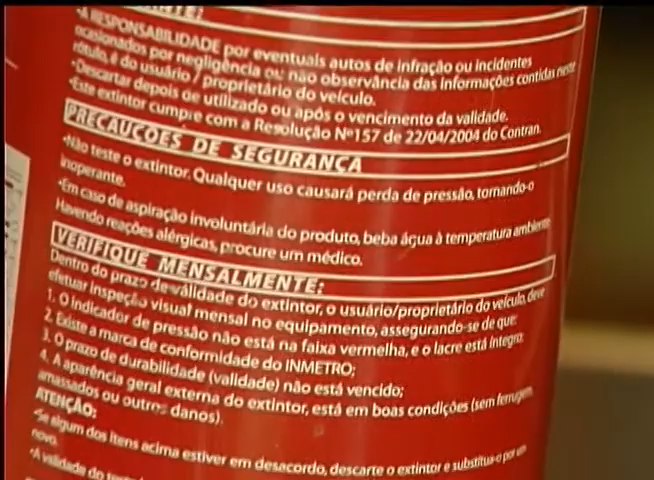 •A RESPONSABILIDADE por eventuais autos de infração ou incidentes
ocasionados por negligência ou não observância das informações contidas neste
rótulo, é do usuário / proprietário do veículo.
•Descartar depois de utilizado ou após o vencimento da validade.
•Este extintor cumpre com a Resolução Nº157 de 22/04/2004 do Contran.
PRECAUÇÕES DE SEGURANÇA
•Não teste o extintor. Qualquer uso causará perda de pressão, tornando-o
inoperante.
•Em caso de aspiração involuntária do produto, beba água à temperatura ambiente.
Havendo reações alérgicas, procure um médico.
VERIFIQUE MENSALMENTE:
Dentro do prazo de validade do extintor, o usuário/proprietário do veículo, deve
efetuar inspeção visual mensal no equipamento, assegurando-se de que:
1. O indicador de pressão não está na faixa vermelha, e o lacre está íntegro;
2. Existe a marca de conformidade do INMETRO;
3. O prazo de durabilidade (validade) não está vencido;
4. A aparência geral externa do extintor, está em boas condições (sem ferrugem,
amassados ou outros danos).
ATENÇÃO:
•Se algum dos itens acima estiver em desacordo, descarte o extintor e substitua-o por um
novo.
•A validade do